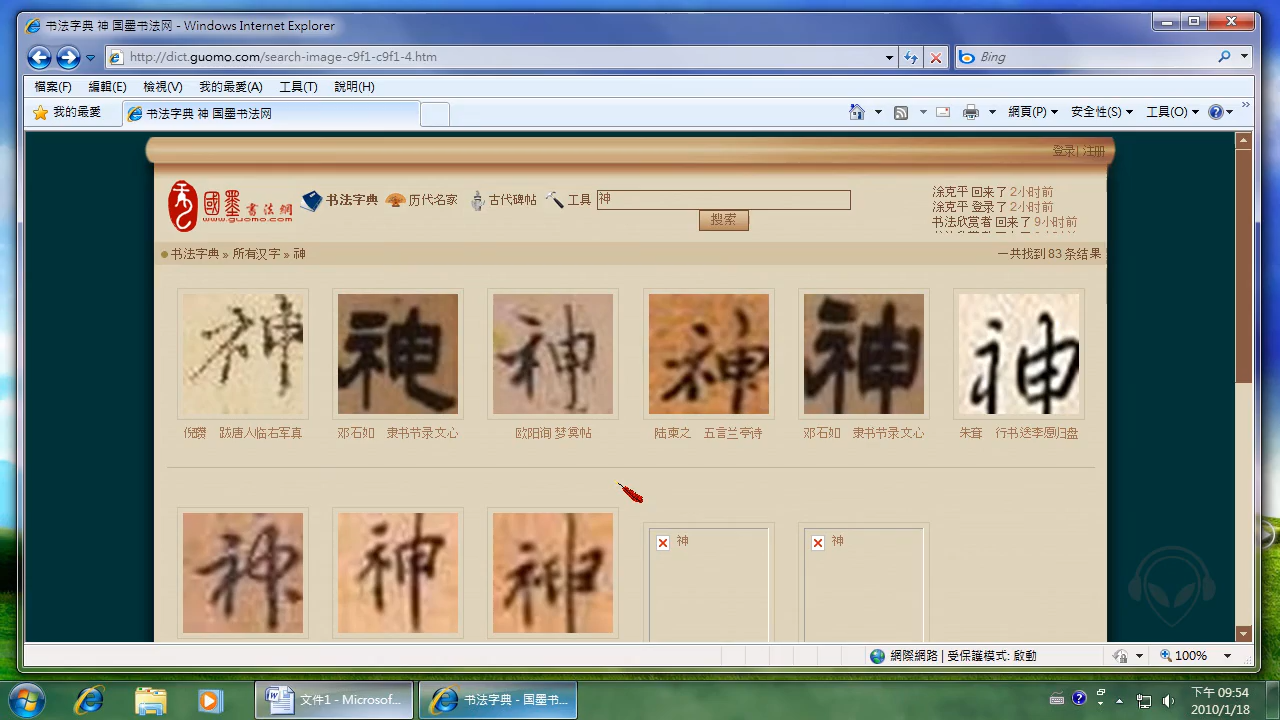 书法字典 神 国墨书法网 - Windows Internet Explorer
http://dict.guomo.com/search-image-c9f1-c9f1-4.htm
Bing
檔案(F) 編輯(E) 檢視(V) 我的最愛(A) 工具(T) 說明(H)
我的最愛
书法字典 神 国墨书法网
網頁(P) 安全性(S) 工具(O)
登录| 注册
國墨書法網
www.guomo.com
书法字典 历代名家 古代碑帖 工具
神
搜索
涂克平 回来了 2小时前
涂克平 登录了 2小时前
书法欣赏者 回来了 9小时前
书法字典 » 所有汉字 » 神
一共找到 83 条结果
神 神 神 神 神 神
倪瓒 跋唐人临右军真
邓石如 隶书节录文心
欧阳询 梦奠帖
陆柬之 五言兰亭诗
邓石如 隶书节录文心
朱耷 行书送李愿归盘
神 神 神
神
神
網際網路 | 受保護模式: 啟動
100%
文件1 - Microsof...
书法字典 - 国墨书...
下午 09:54
2010/1/18